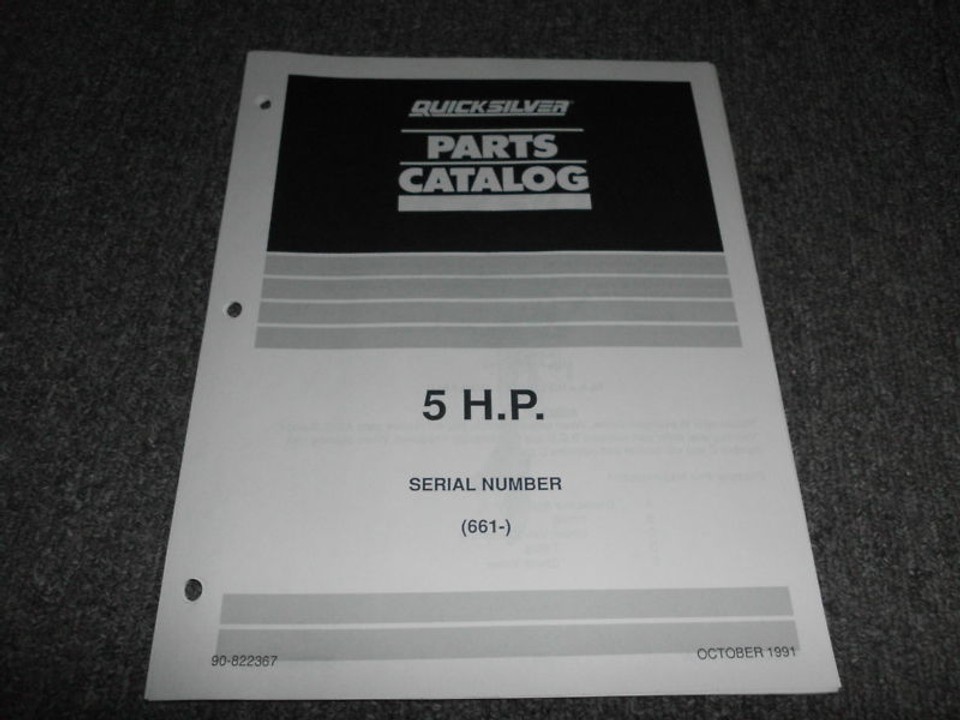 QUICKSILVER
PARTS
CATALOG
5 H.P.
SERIAL NUMBER
(661-)
90-822367
OCTOBER 1991